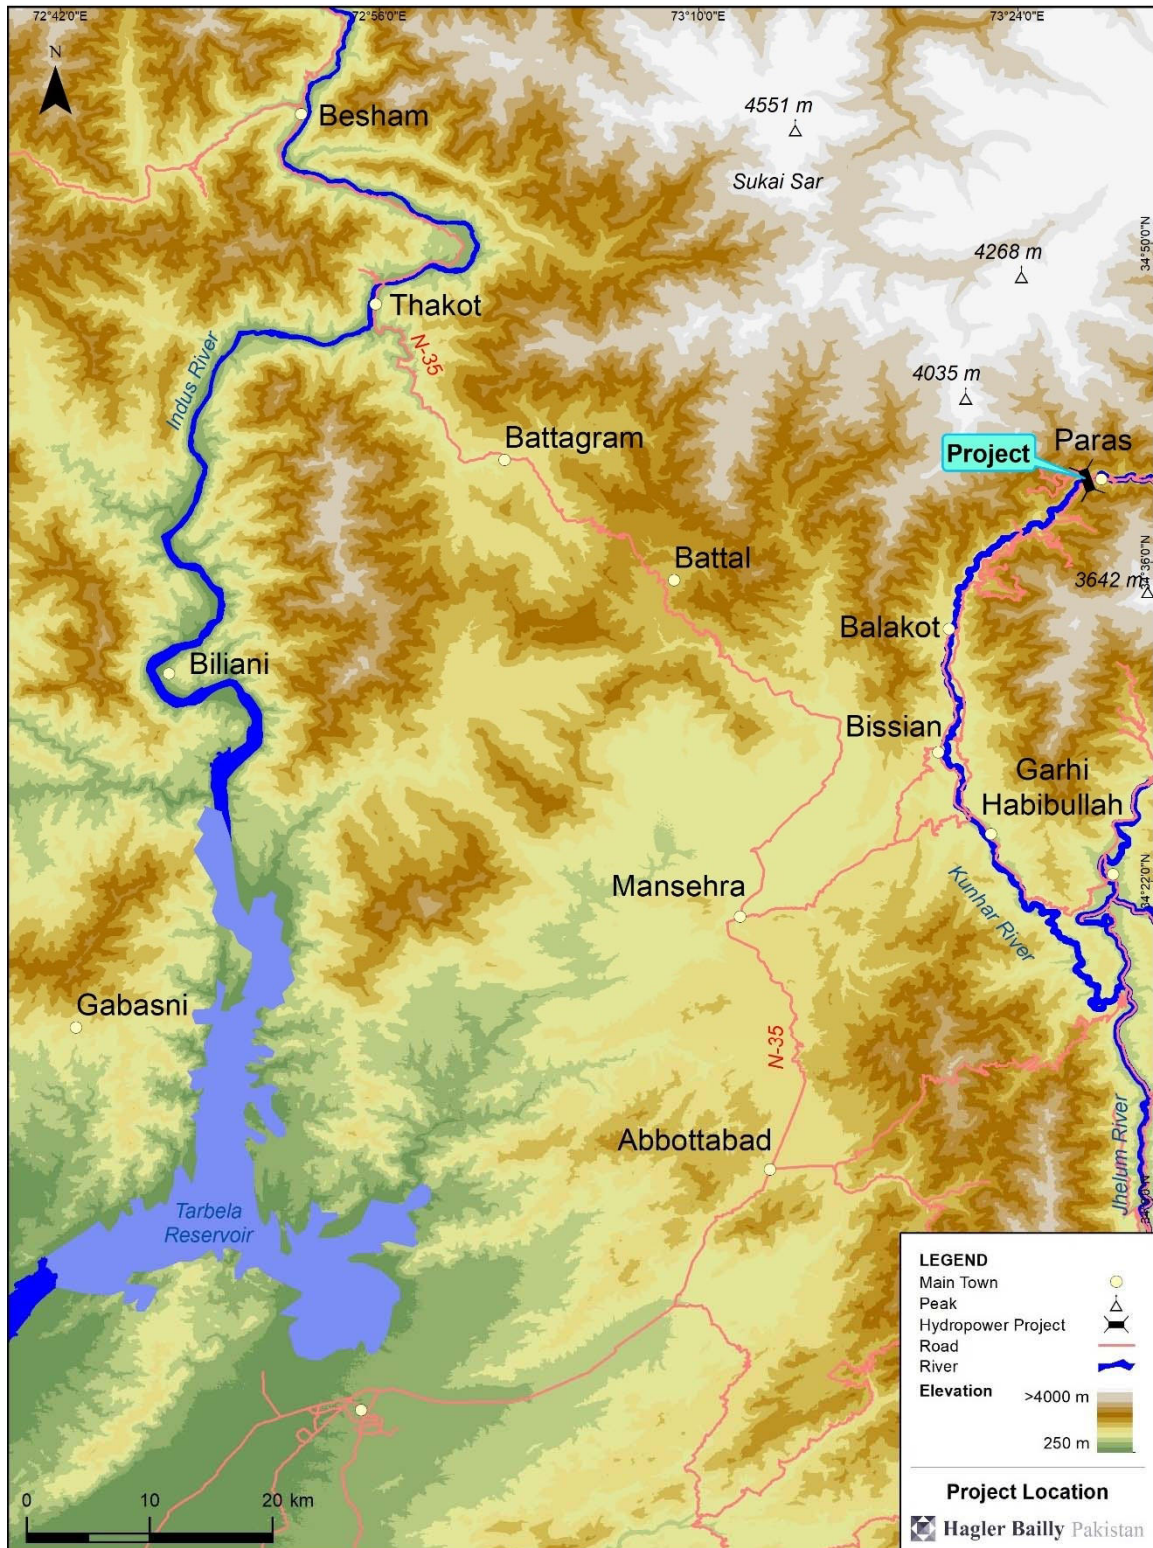 72°42'0"E
72°56'0"E
73°10'0"E
73°24'0"E
N
Besham
4551 m
Sukai Sar
34°50'0"N
4268 m
Thakot
N-35
Indus River
4035 m
Battagram
Paras
Project
Battal
34°36'0"N
3642 m
Balakot
Biliani
Bissian
Garhi
Habibullah
34°22'0"N
Mansehra
Kunhar River
Gabasni
N-35
Abbottabad
Jhelum River
Tarbela
Reservoir
LEGEND
Main Town
Peak
Hydropower Project
Road
River
Elevation
>4000 m
250 m
0 10 20 km
Project Location
Hagler Bailly Pakistan